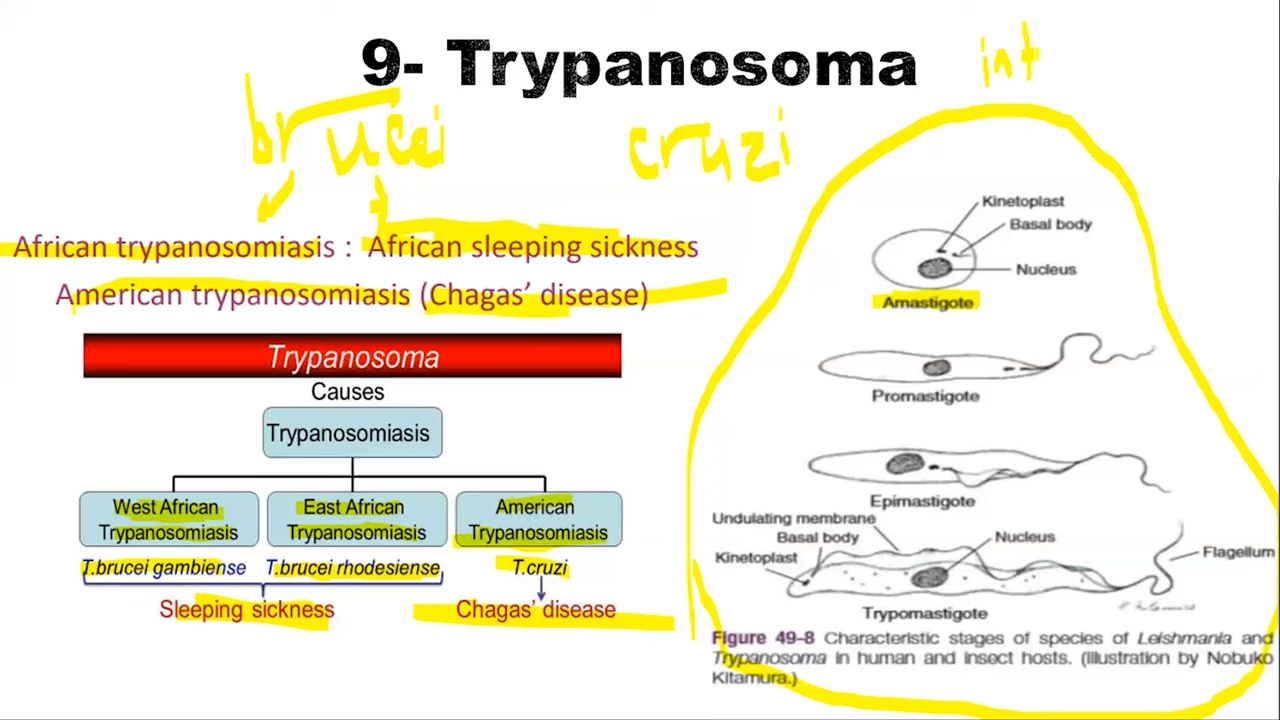 9- Trypanosoma
int
brucei
cruzi
African trypanosomiasis : African sleeping sickness
American trypanosomiasis (Chagas' disease)
Trypanosoma
Causes
Trypanosomiasis
West African
Trypanosomiasis
East African
Trypanosomiasis
American
Trypanosomiasis
T.brucei gambiense
T.brucei rhodesiense
T.cruzi
Sleeping sickness
Chagas' disease
Kinetoplast
Basal body
Nucleus
Amastigote
Promastigote
Epimastigote
Undulating membrane
Basal body
Kinetoplast
Nucleus
Flagellum
Trypomastigote
Figure 49-8 Characteristic stages of species of Leishmania and
Trypanosoma in human and insect hosts. (Illustration by Nobuko
Kitamura.)